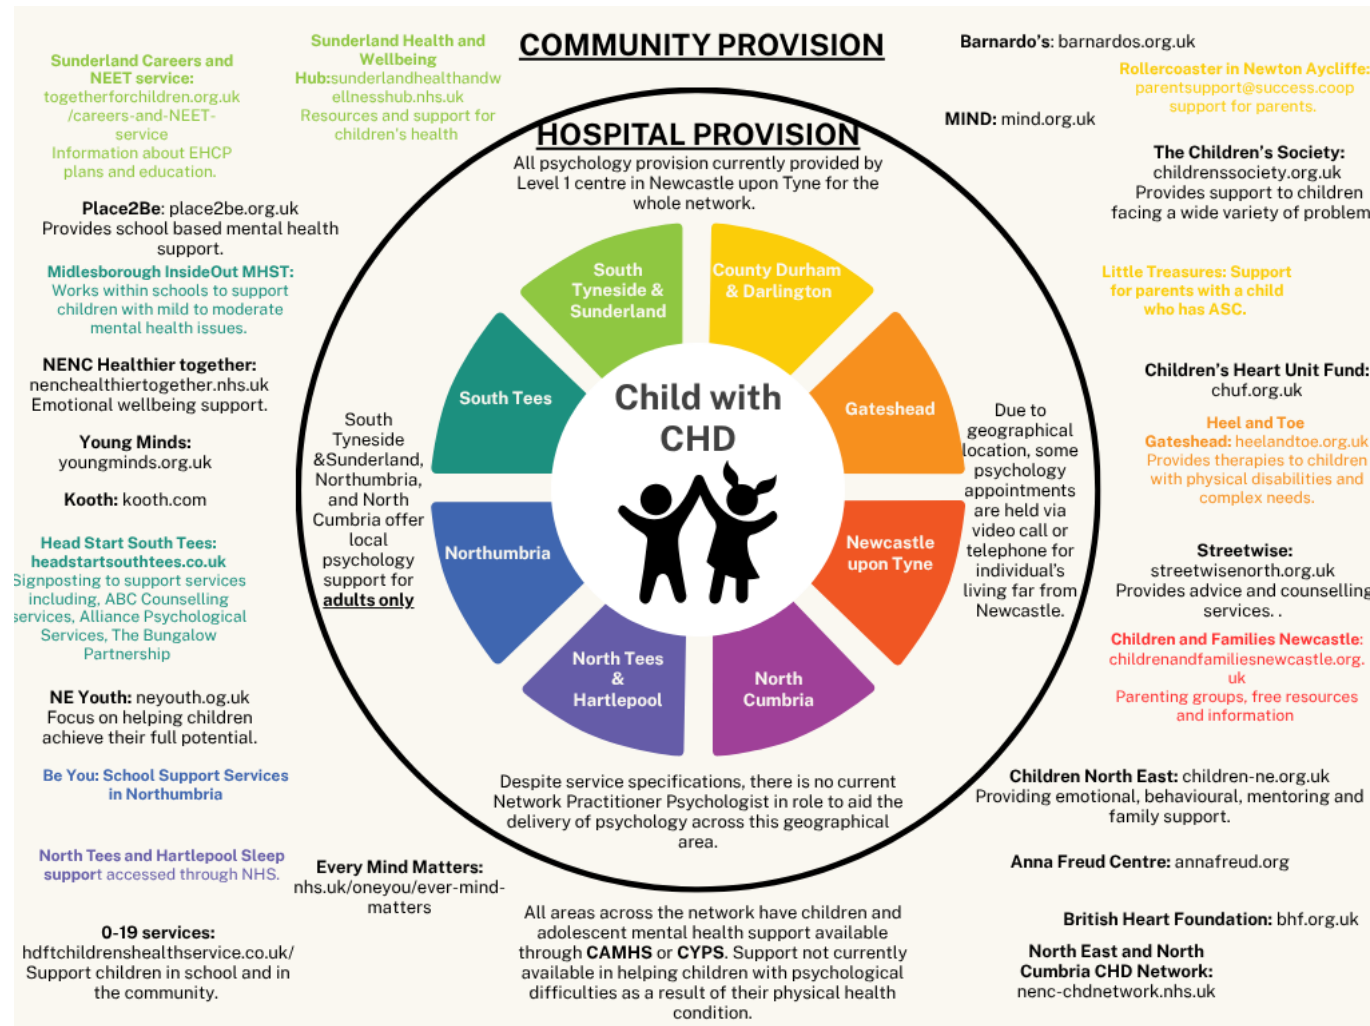 COMMUNITY PROVISION
Sunderland Careers and
NEET service:
togetherforchildren.org.uk
/careers-and-NEET-
service
Information about EHCP
plans and education.
Sunderland Health and
Wellbeing
Hub:sunderlandhealthandw
ellnesshub.nhs.uk
Resources and support for
children's health
Place2Be: place2be.org.uk
Provides school based mental health
support.
Midlesborough InsideOut MHST:
Works within schools to support
children with mild to moderate
mental health issues.
NENC Healthier together:
nenchealthiertogether.nhs.uk
Emotional wellbeing support.
Young Minds:
youngminds.org.uk
Kooth: kooth.com
Head Start South Tees:
headstartsouthtees.co.uk
Signposting to support services
including, ABC Counselling
services, Alliance Psychological
Services, The Bungalow
Partnership
NE Youth: neyouth.og.uk
Focus on helping children
achieve their full potential.
Be You: School Support Services
in Northumbria
North Tees and Hartlepool Sleep
support accessed through NHS.
0-19 services:
hdftchildrenshealthservice.co.uk/
Support children in school and in
the community.
Every Mind Matters:
nhs.uk/oneyou/ever-mind-
matters
HOSPITAL PROVISION
All psychology provision currently provided by
Level 1 centre in Newcastle upon Tyne for the
whole network.
South
Tyneside &
Sunderland
County Durham
& Darlington
South Tees
Gateshead
Child with
CHD
Northumbria
Newcastle
upon Tyne
North Tees
&
Hartlepool
North
Cumbria
South
Tyneside
&Sunderland,
Northumbria,
and North
Cumbria offer
local
psychology
support for
adults only
Due to
geographical
location, some
psychology
appointments
are held via
video call or
telephone for
individual's
living far from
Newcastle.
Despite service specifications, there is no current
Network Practitioner Psychologist in role to aid the
delivery of psychology across this geographical
area.
All areas across the network have children and
adolescent mental health support available
through CAMHS or CYPS. Support not currently
available in helping children with psychological
difficulties as a result of their physical health
condition.
Barnardo's: barnardos.org.uk
Rollercoaster in Newton Aycliffe:
parentsupport@success.coop
support for parents.
MIND: mind.org.uk
The Children's Society:
childrenssociety.org.uk
Provides support to children
facing a wide variety of problem
Little Treasures: Support
for parents with a child
who has ASC.
Children's Heart Unit Fund:
chuf.org.uk
Heel and Toe
Gateshead: heelandtoe.org.uk
Provides therapies to children
with physical disabilities and
complex needs.
Streetwise:
streetwisenorth.org.uk
Provides advice and counselling
services. .
Children and Families Newcastle:
childrenandfamiliesnewcastle.org.
uk
Parenting groups, free resources
and information
Children North East: children-ne.org.uk
Providing emotional, behavioural, mentoring and
family support.
Anna Freud Centre: annafreud.org
British Heart Foundation: bhf.org.uk
North East and North
Cumbria CHD Network:
nenc-chdnetwork.nhs.uk